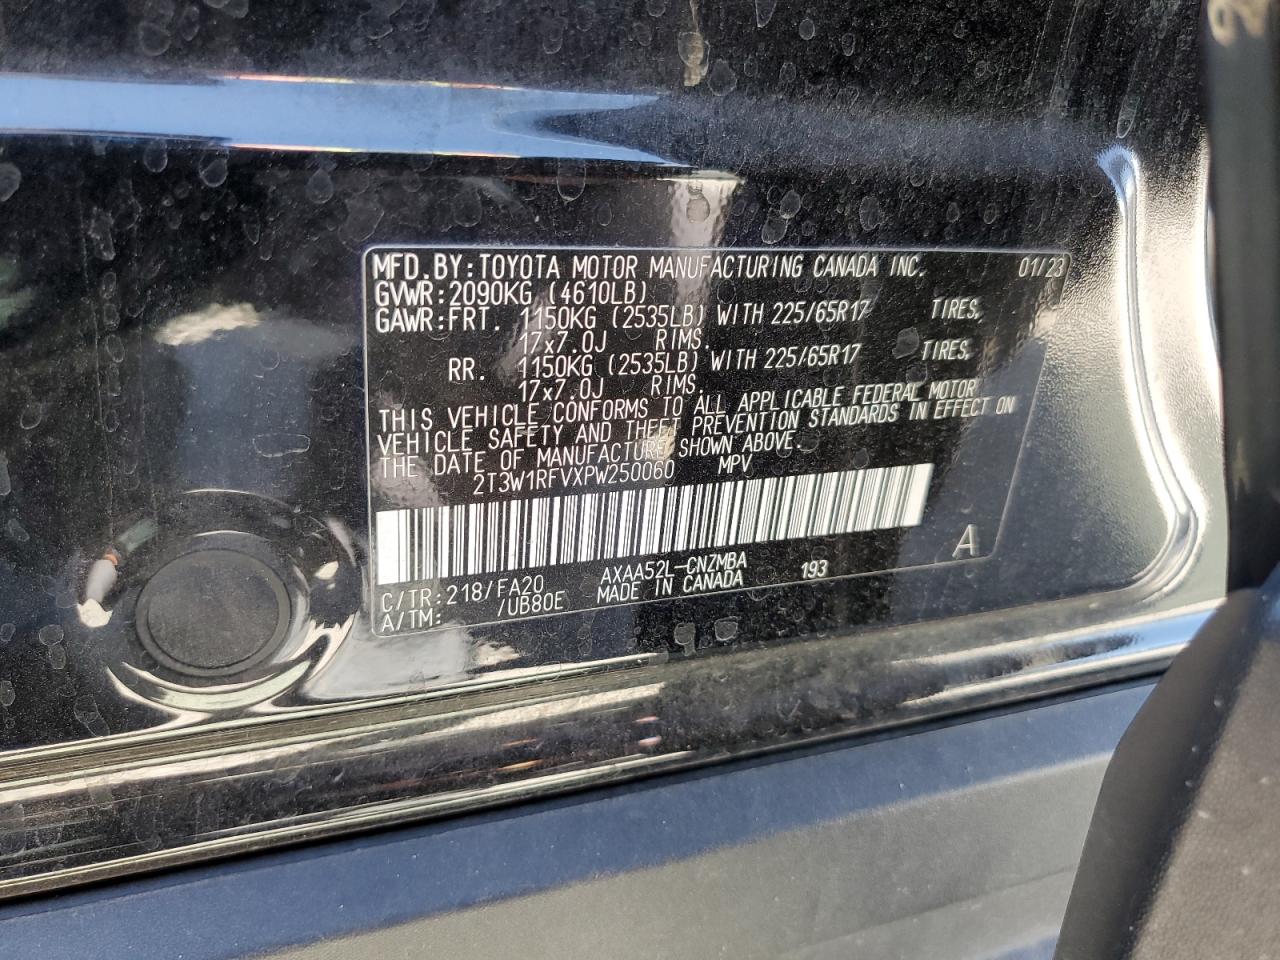 MFD.BY:TOYOTA MOTOR MANUFACTURING CANADA INC. 01/23
GVWR:2090KG (4610LB)
GAWR:FRT. 1150KG (2535LB) WITH 225/65R17 TIRES,
17x7.0J RIMS.
RR. 1150KG (2535LB) WITH 225/65R17 TIRES,
17x7.0J RIMS.
THIS VEHICLE CONFORMS TO ALL APPLICABLE FEDERAL MOTOR
VEHICLE SAFETY AND THEFT PREVENTION STANDARDS IN EFFECT ON
THE DATE OF MANUFACTURE SHOWN ABOVE.
2T3W1RFVXPW250060 MPV
C/TR:218/FA20 AXAA52L-CNZMBA 193 A
A/TM: /UB80E MADE IN CANADA